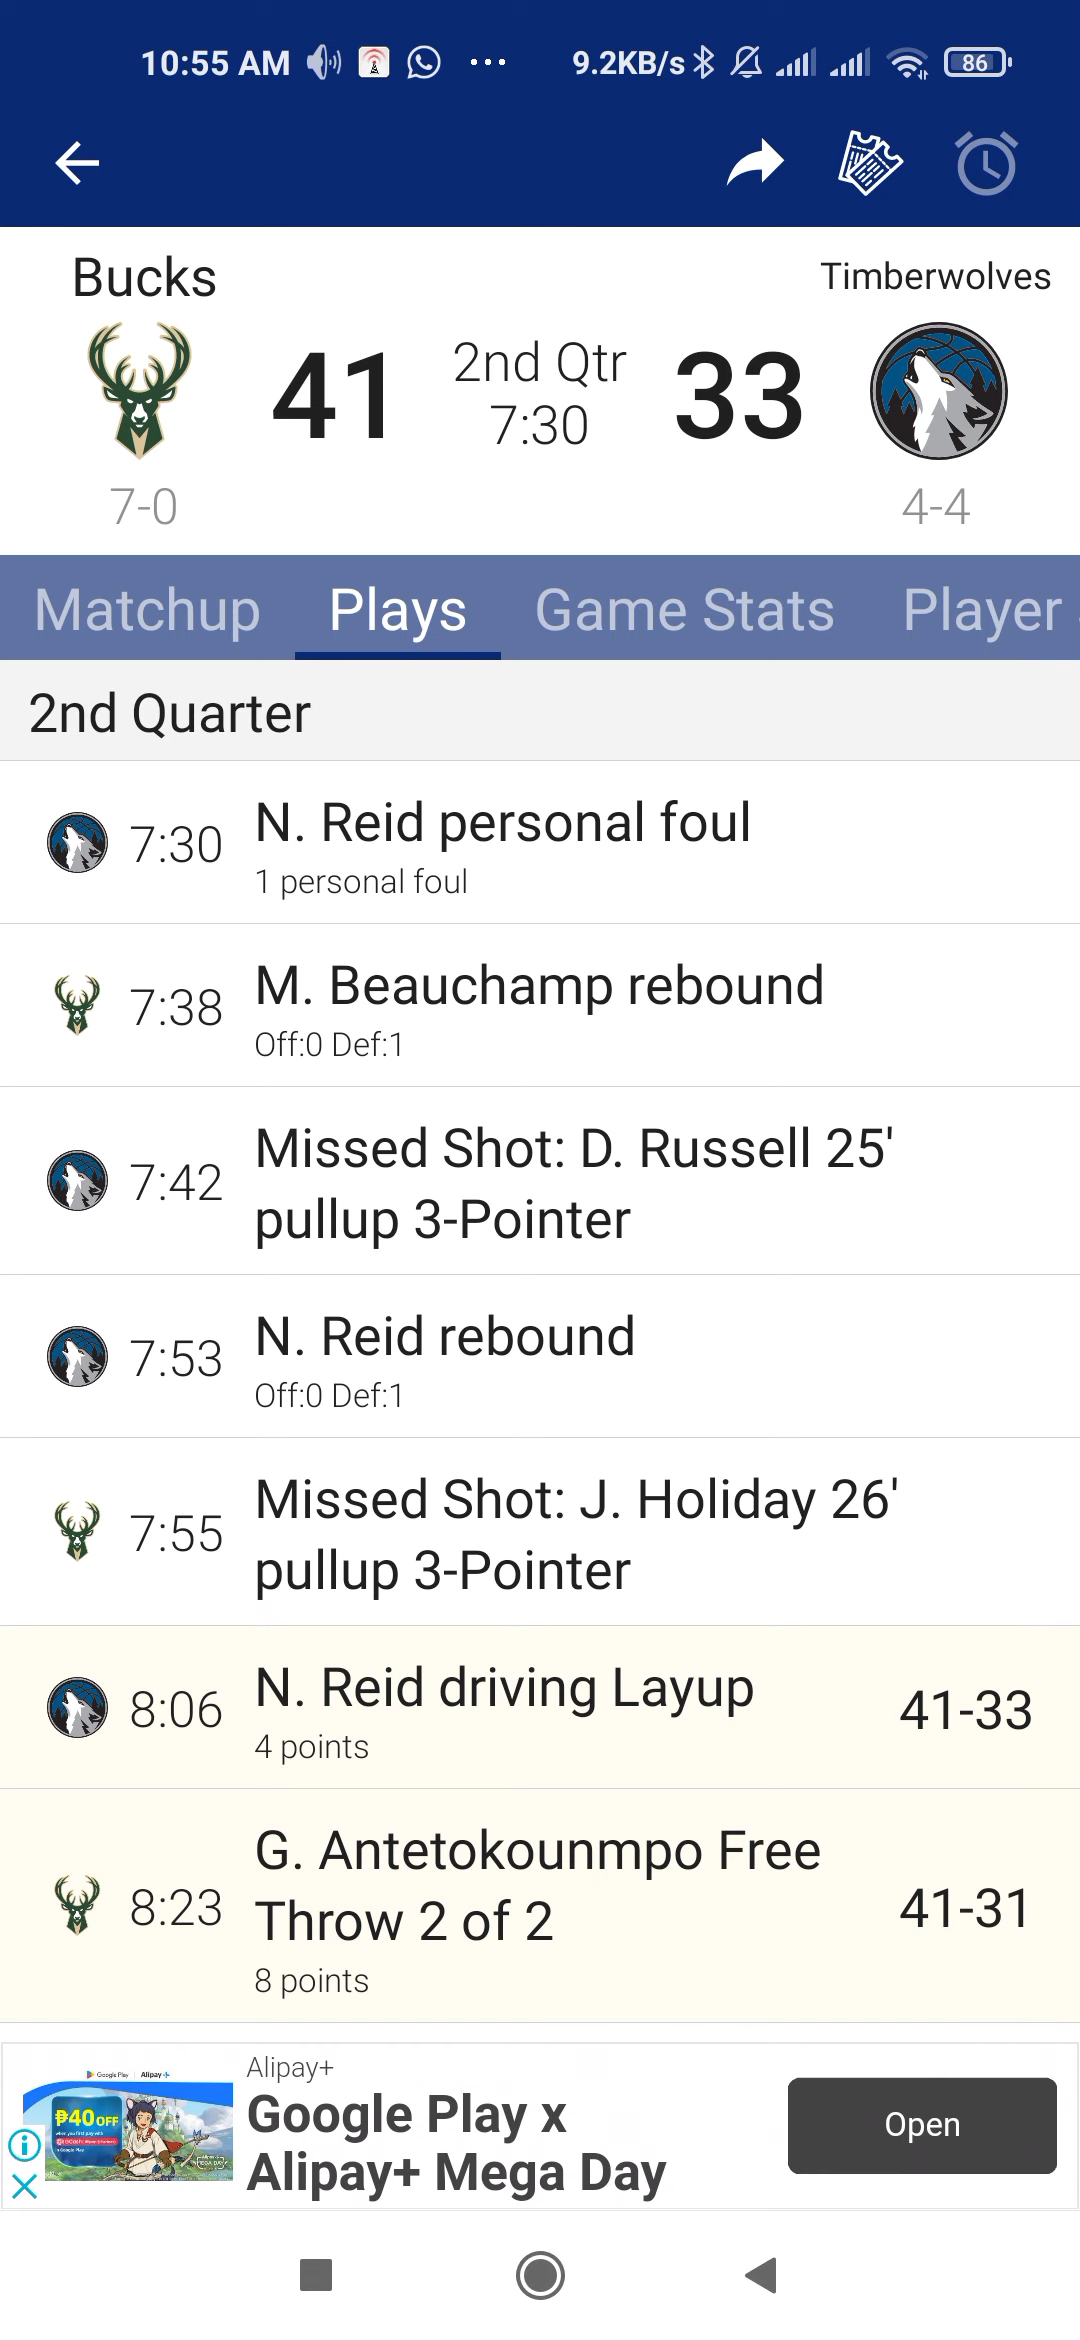 10:55 AM
9.2KB/s
86
Bucks
Timberwolves
41
2nd Qtr
7:30
33
7-0
4-4
Matchup
Plays
Game Stats
Player
2nd Quarter
7:30
N. Reid personal foul
1 personal foul
7:38
M. Beauchamp rebound
Off:0 Def:1
7:42
Missed Shot: D. Russell 25'
pullup 3-Pointer
7:53
N. Reid rebound
Off:0 Def:1
7:55
Missed Shot: J. Holiday 26'
pullup 3-Pointer
8:06
N. Reid driving Layup
4 points
41-33
8:23
G. Antetokounmpo Free
Throw 2 of 2
8 points
41-31
Google Play
Alipay+
₱40 OFF
Alipay+
Google Play x
Alipay+ Mega Day
Open